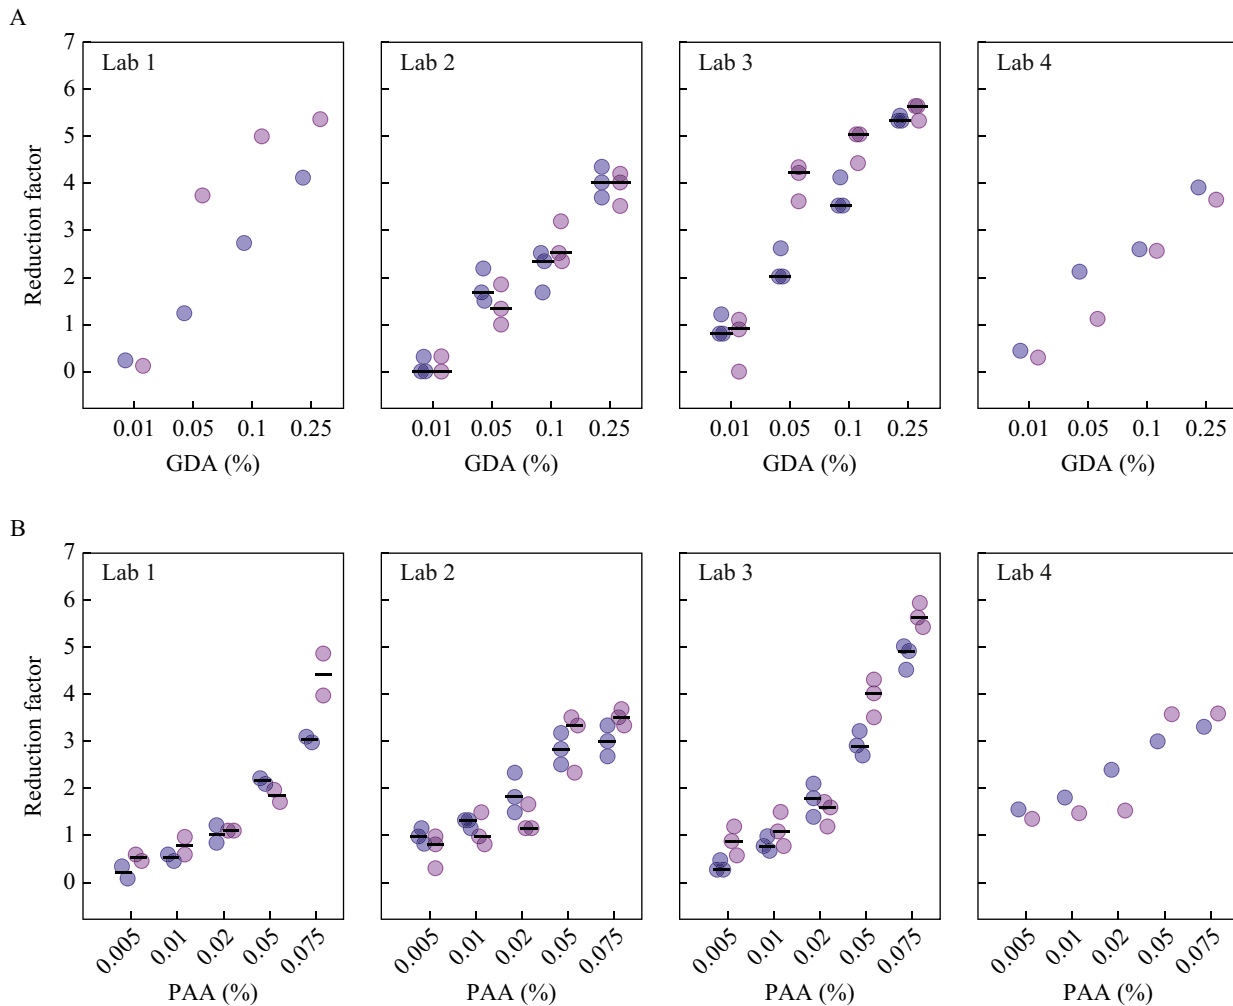 A
Lab 1
Lab 2
Lab 3
Lab 4
Reduction factor
7
6
5
4
3
2
1
0
0.01 0.05 0.1 0.25
0.01 0.05 0.1 0.25
0.01 0.05 0.1 0.25
0.01 0.05 0.1 0.25
GDA (%)
GDA (%)
GDA (%)
GDA (%)
B
Lab 1
Lab 2
Lab 3
Lab 4
Reduction factor
7
6
5
4
3
2
1
0
0.005 0.01 0.02 0.05 0.075
0.005 0.01 0.02 0.05 0.075
0.005 0.01 0.02 0.05 0.075
0.005 0.01 0.02 0.05 0.075
PAA (%)
PAA (%)
PAA (%)
PAA (%)